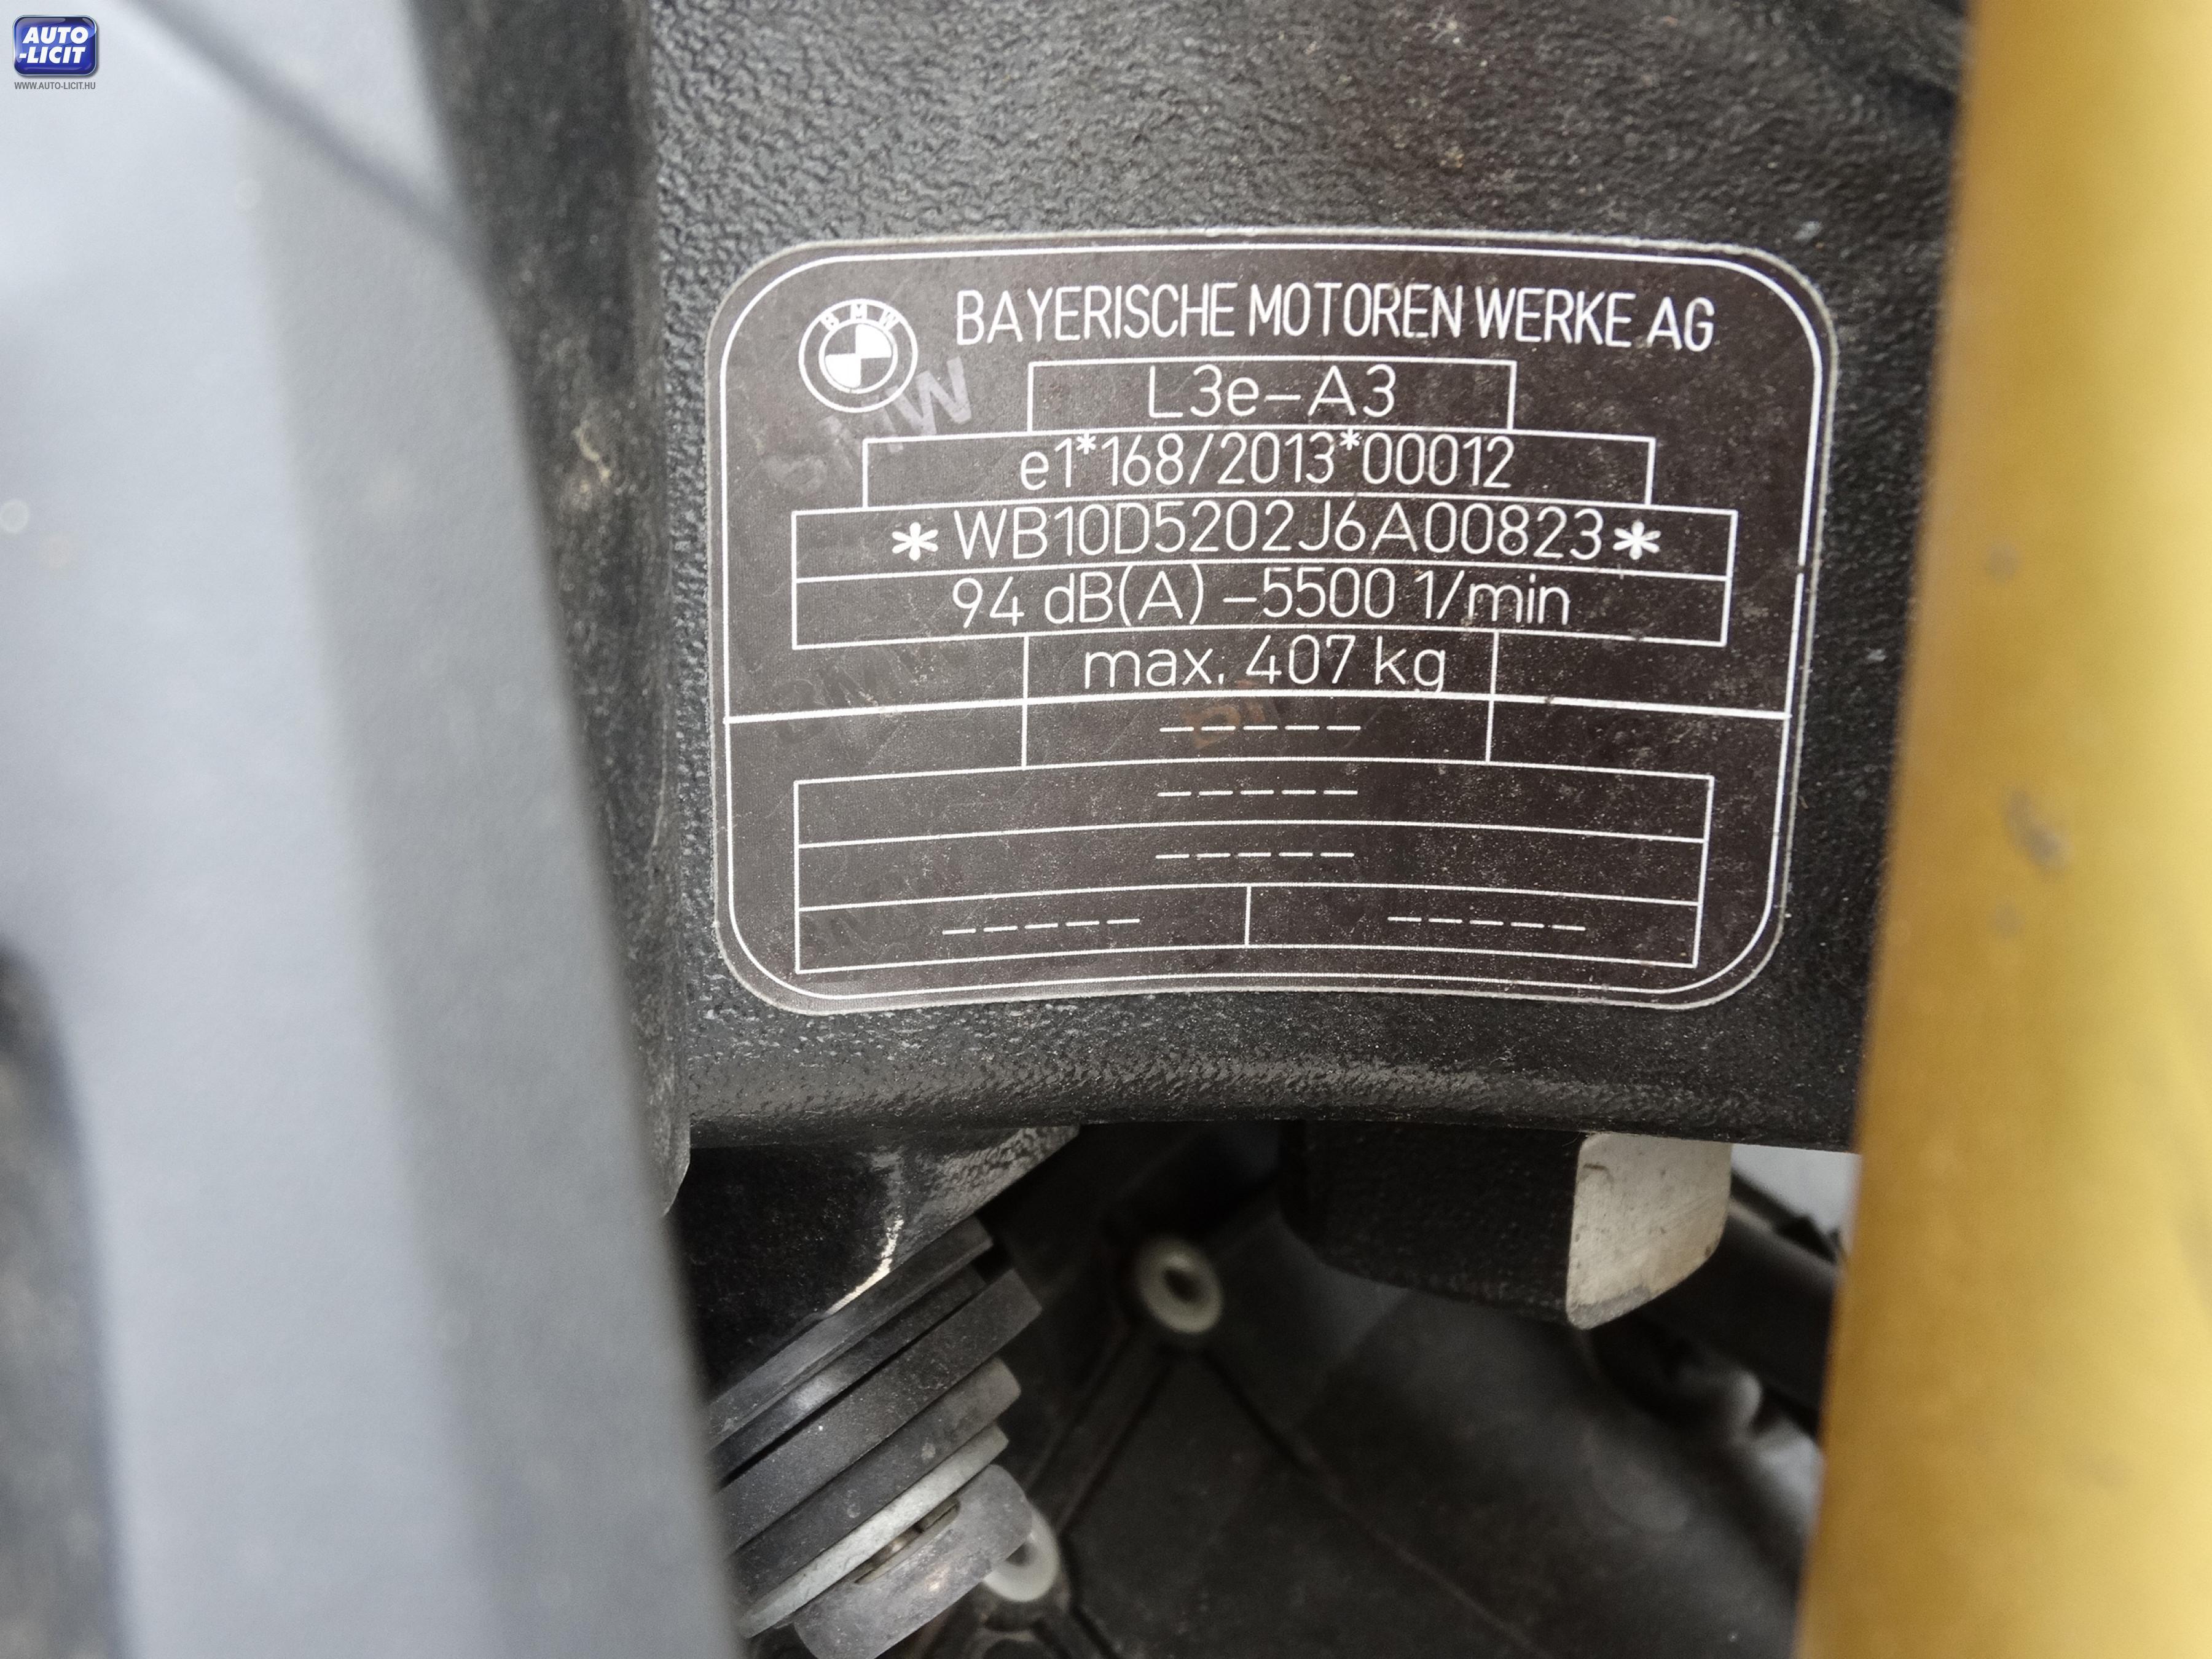 AUTO
-LICIT
WWW.AUTO-LICIT.HU
BMW
BAYERISCHE MOTOREN WERKE AG
L3e-A3
e1*168/2013*00012
*WB10D5202J6A00823*
94 dB(A) -5500 1/min
max. 407 kg
-----
-----
-----
----- -----